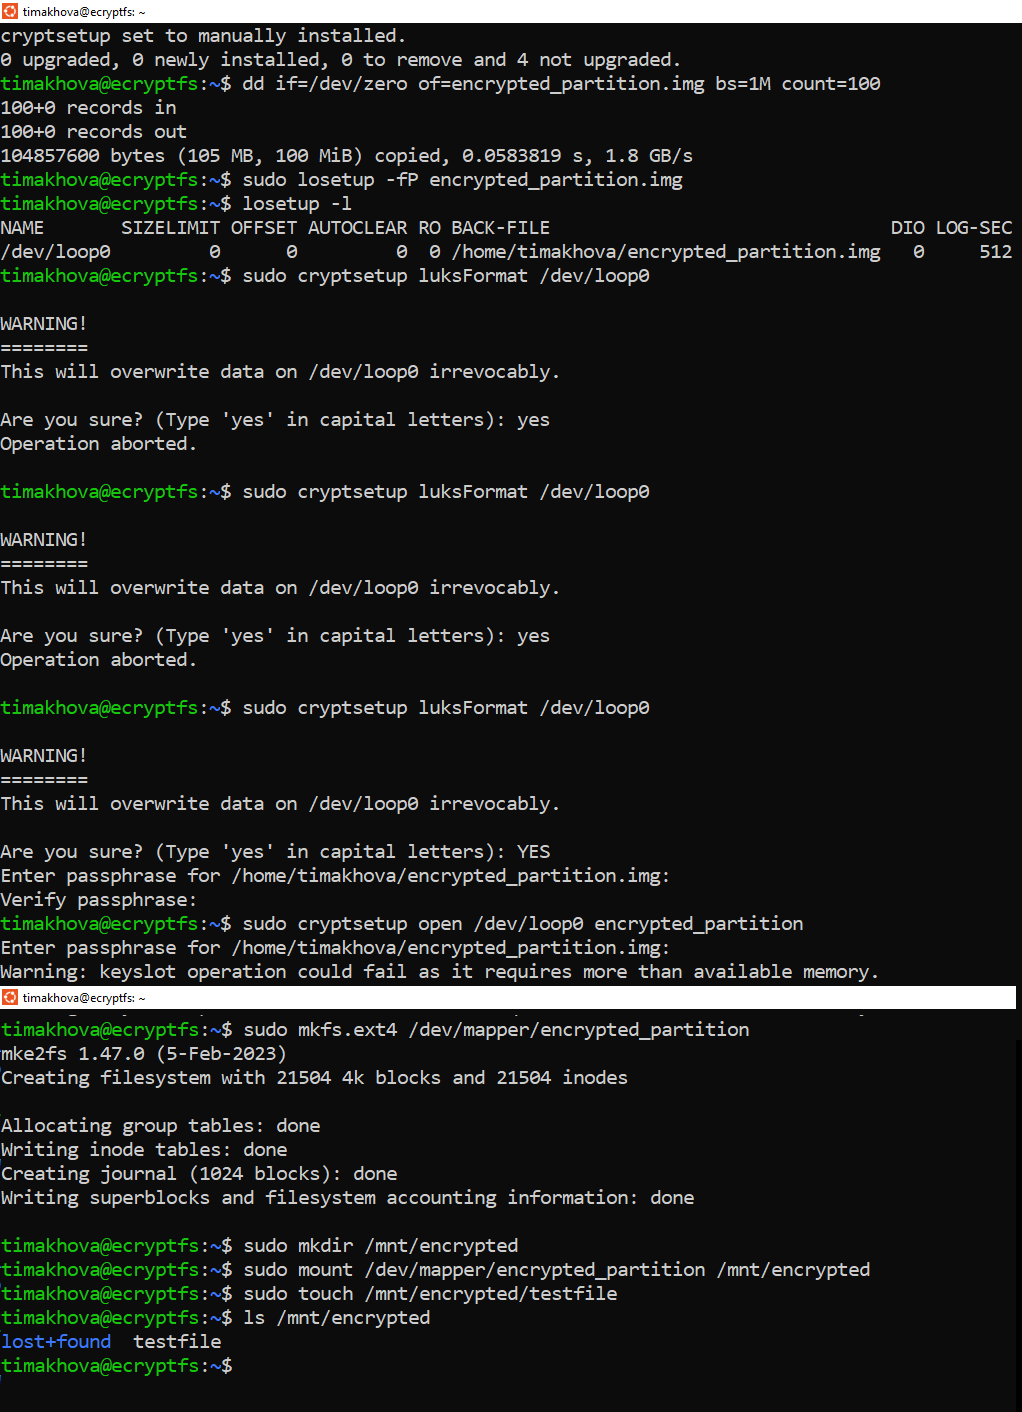 timakhova@ecryptfs: ~
cryptsetup set to manually installed.
0 upgraded, 0 newly installed, 0 to remove and 4 not upgraded.
timakhova@ecryptfs:~$ dd if=/dev/zero of=encrypted_partition.img bs=1M count=100
100+0 records in
100+0 records out
104857600 bytes (105 MB, 100 MiB) copied, 0.0583819 s, 1.8 GB/s
timakhova@ecryptfs:~$ sudo losetup -fP encrypted_partition.img
timakhova@ecryptfs:~$ losetup -l
NAME       SIZELIMIT OFFSET AUTOCLEAR RO BACK-FILE                               DIO LOG-SEC
/dev/loop0         0      0         0  0 /home/timakhova/encrypted_partition.img   0     512
timakhova@ecryptfs:~$ sudo cryptsetup luksFormat /dev/loop0
WARNING!
========
This will overwrite data on /dev/loop0 irrevocably.
Are you sure? (Type 'yes' in capital letters): yes
Operation aborted.
timakhova@ecryptfs:~$ sudo cryptsetup luksFormat /dev/loop0
WARNING!
========
This will overwrite data on /dev/loop0 irrevocably.
Are you sure? (Type 'yes' in capital letters): yes
Operation aborted.
timakhova@ecryptfs:~$ sudo cryptsetup luksFormat /dev/loop0
WARNING!
========
This will overwrite data on /dev/loop0 irrevocably.
Are you sure? (Type 'yes' in capital letters): YES
Enter passphrase for /home/timakhova/encrypted_partition.img:
Verify passphrase:
timakhova@ecryptfs:~$ sudo cryptsetup open /dev/loop0 encrypted_partition
Enter passphrase for /home/timakhova/encrypted_partition.img:
Warning: keyslot operation could fail as it requires more than available memory.
timakhova@ecryptfs: ~
timakhova@ecryptfs:~$ sudo mkfs.ext4 /dev/mapper/encrypted_partition
mke2fs 1.47.0 (5-Feb-2023)
Creating filesystem with 21504 4k blocks and 21504 inodes
Allocating group tables: done
Writing inode tables: done
Creating journal (1024 blocks): done
Writing superblocks and filesystem accounting information: done
timakhova@ecryptfs:~$ sudo mkdir /mnt/encrypted
timakhova@ecryptfs:~$ sudo mount /dev/mapper/encrypted_partition /mnt/encrypted
timakhova@ecryptfs:~$ sudo touch /mnt/encrypted/testfile
timakhova@ecryptfs:~$ ls /mnt/encrypted
lost+found  testfile
timakhova@ecryptfs:~$